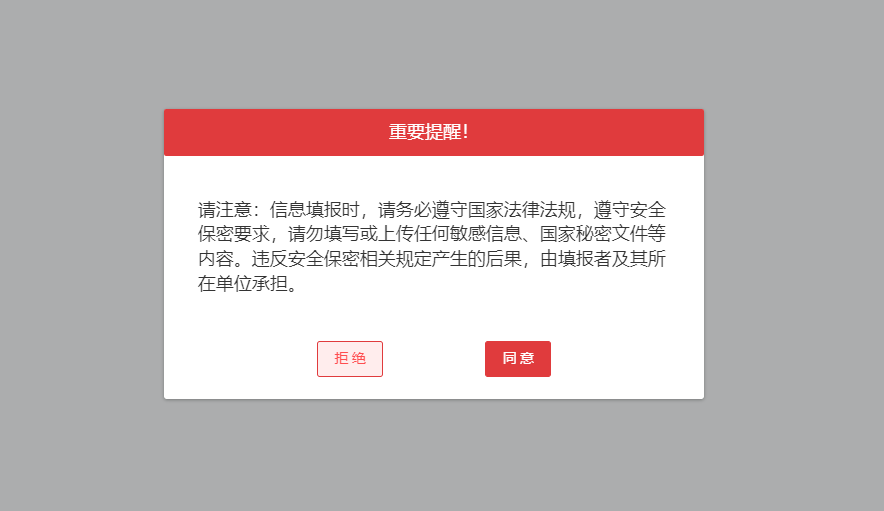 重要提醒！
请注意：信息填报时，请务必遵守国家法律法规，遵守安全
保密要求，请勿填写或上传任何敏感信息、国家秘密文件等
内容。违反安全保密相关规定产生的后果，由填报者及其所
在单位承担。
拒绝
同意